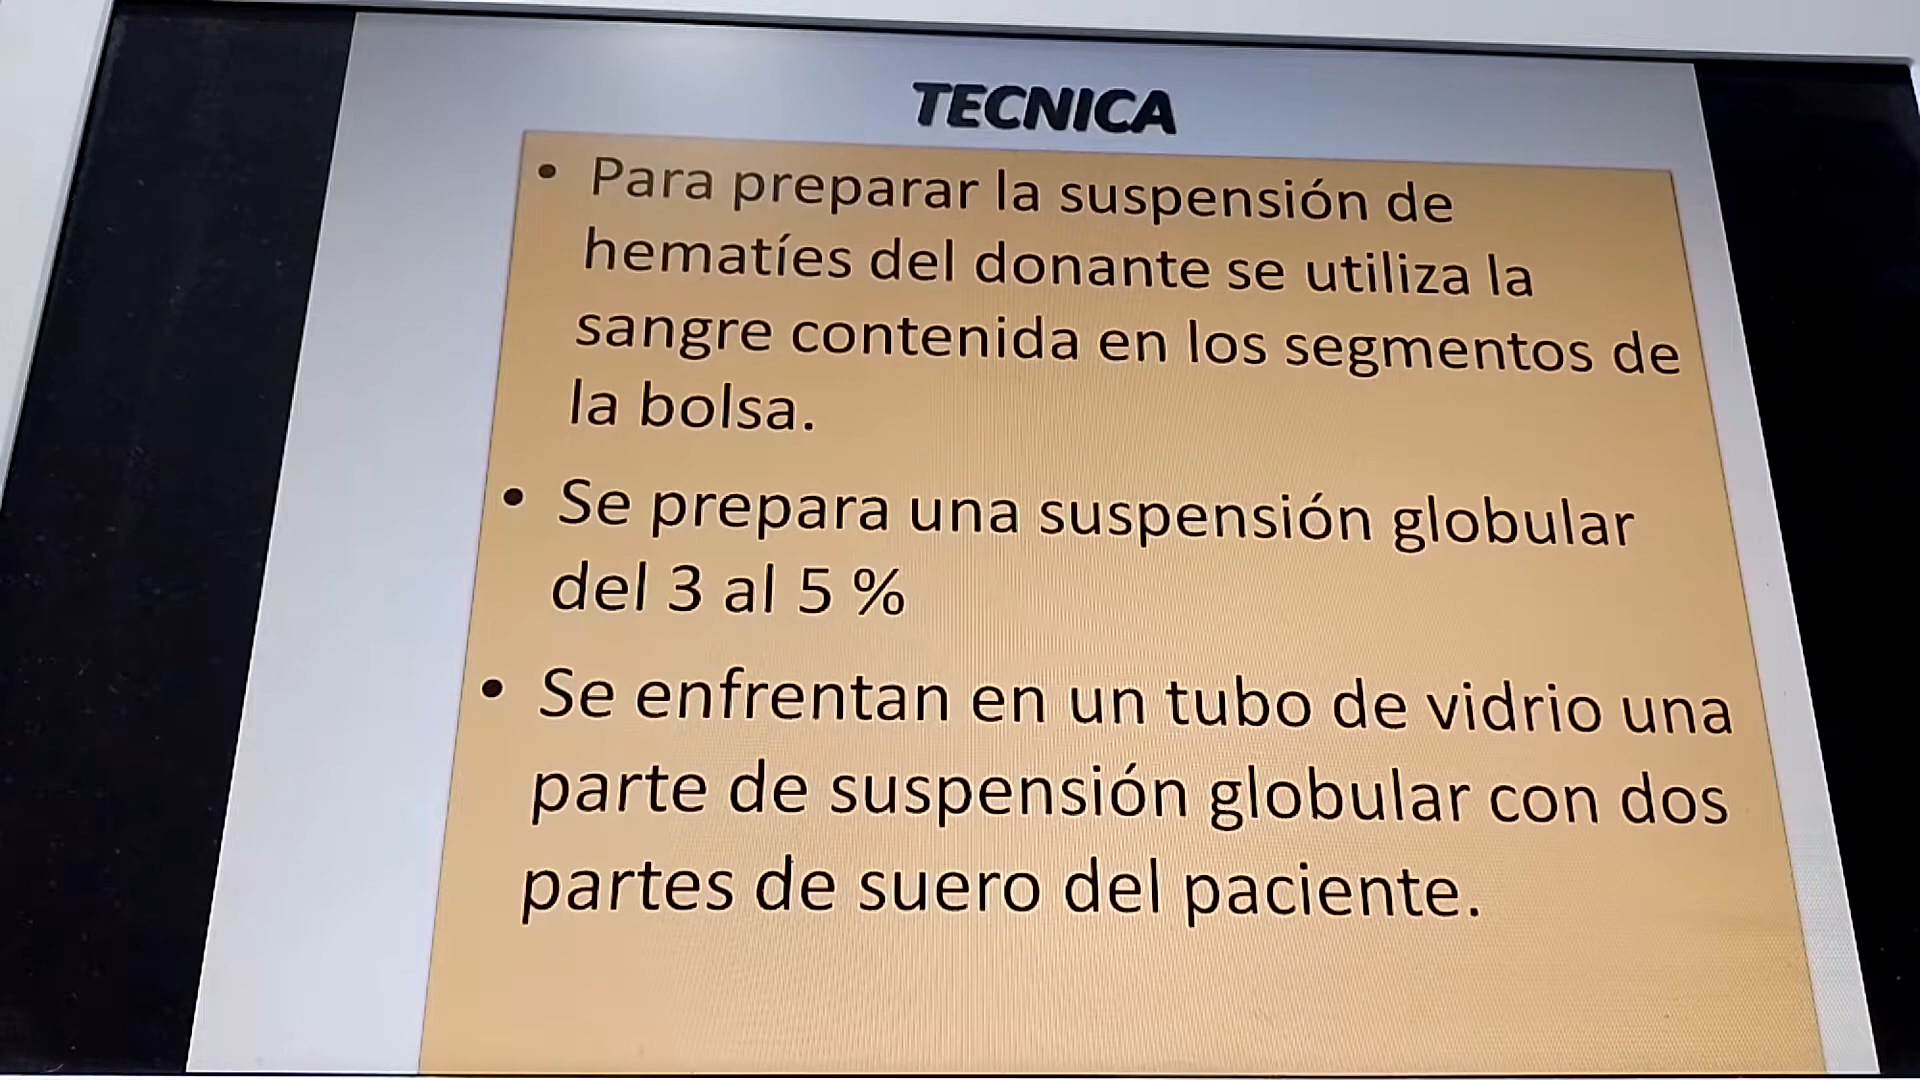 TECNICA
• Para preparar la suspensión de
hematíes del donante se utiliza la
sangre contenida en los segmentos de
la bolsa.
• Se prepara una suspensión globular
del 3 al 5 %
• Se enfrentan en un tubo de vidrio una
parte de suspensión globular con dos
partes de suero del paciente.